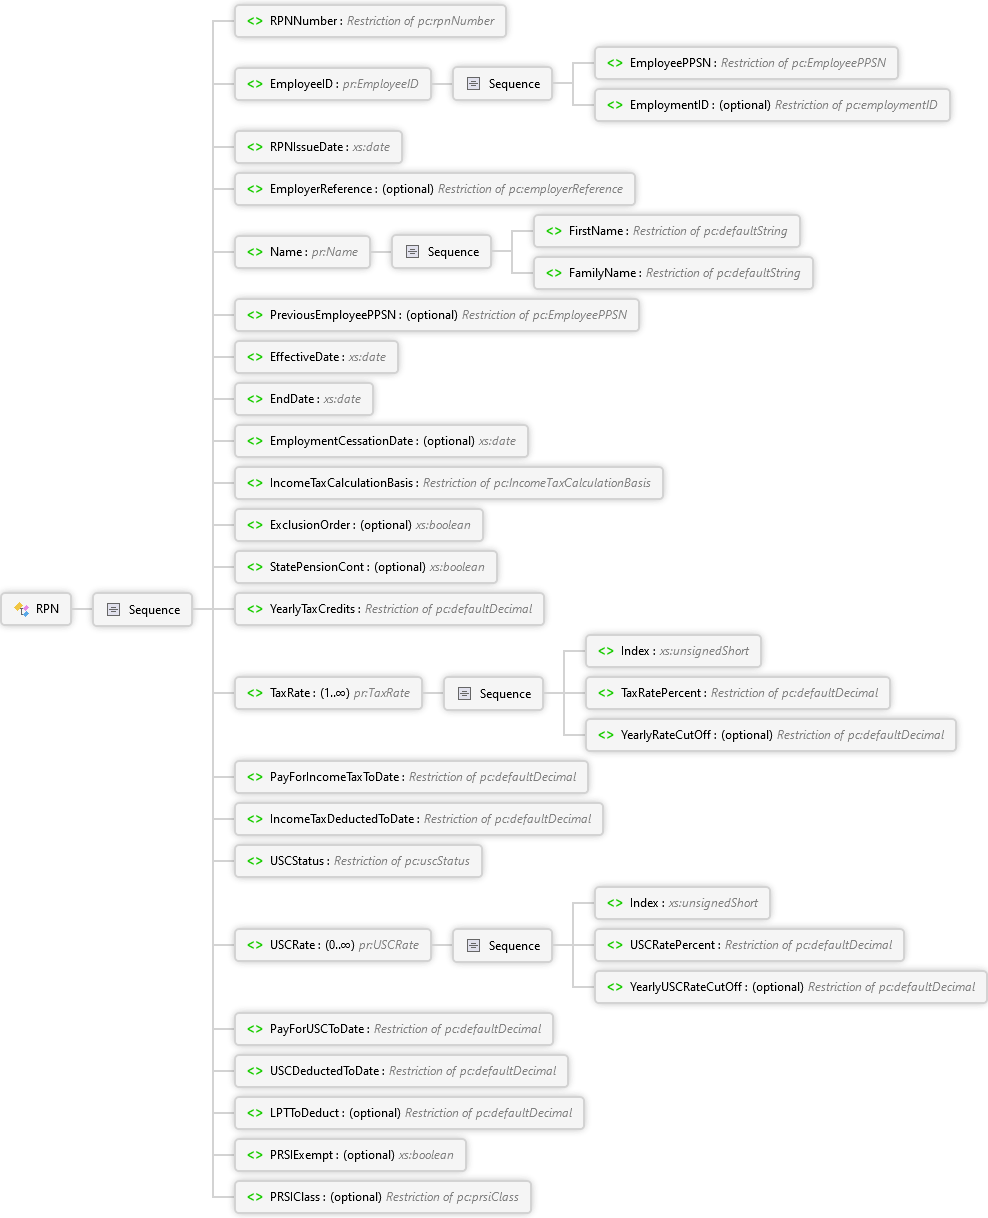 RPNNumber : Restriction of pc:rpnNumber
EmployeeID : pr:EmployeeID
Sequence
EmployeePPSN : Restriction of pc:EmployeePPSN
EmploymentID : (optional) Restriction of pc:employmentID
RPNIssueDate : xs:date
EmployerReference : (optional) Restriction of pc:employerReference
Name : pr:Name
Sequence
FirstName : Restriction of pc:defaultString
FamilyName : Restriction of pc:defaultString
PreviousEmployeePPSN : (optional) Restriction of pc:EmployeePPSN
EffectiveDate : xs:date
EndDate : xs:date
EmploymentCessationDate : (optional) xs:date
IncomeTaxCalculationBasis : Restriction of pc:IncomeTaxCalculationBasis
ExclusionOrder : (optional) xs:boolean
StatePensionCont : (optional) xs:boolean
RPN
Sequence
YearlyTaxCredits : Restriction of pc:defaultDecimal
TaxRate : (1..∞) pr:TaxRate
Sequence
Index : xs:unsignedShort
TaxRatePercent : Restriction of pc:defaultDecimal
YearlyRateCutOff : (optional) Restriction of pc:defaultDecimal
PayForIncomeTaxToDate : Restriction of pc:defaultDecimal
IncomeTaxDeductedToDate : Restriction of pc:defaultDecimal
USCStatus : Restriction of pc:uscStatus
USCRate : (0..∞) pr:USCRate
Sequence
Index : xs:unsignedShort
USCRatePercent : Restriction of pc:defaultDecimal
YearlyUSCRateCutOff : (optional) Restriction of pc:defaultDecimal
PayForUSCToDate : Restriction of pc:defaultDecimal
USCDeductedToDate : Restriction of pc:defaultDecimal
LPTToDeduct : (optional) Restriction of pc:defaultDecimal
PRSIExempt : (optional) xs:boolean
PRSIClass : (optional) Restriction of pc:prsiClass